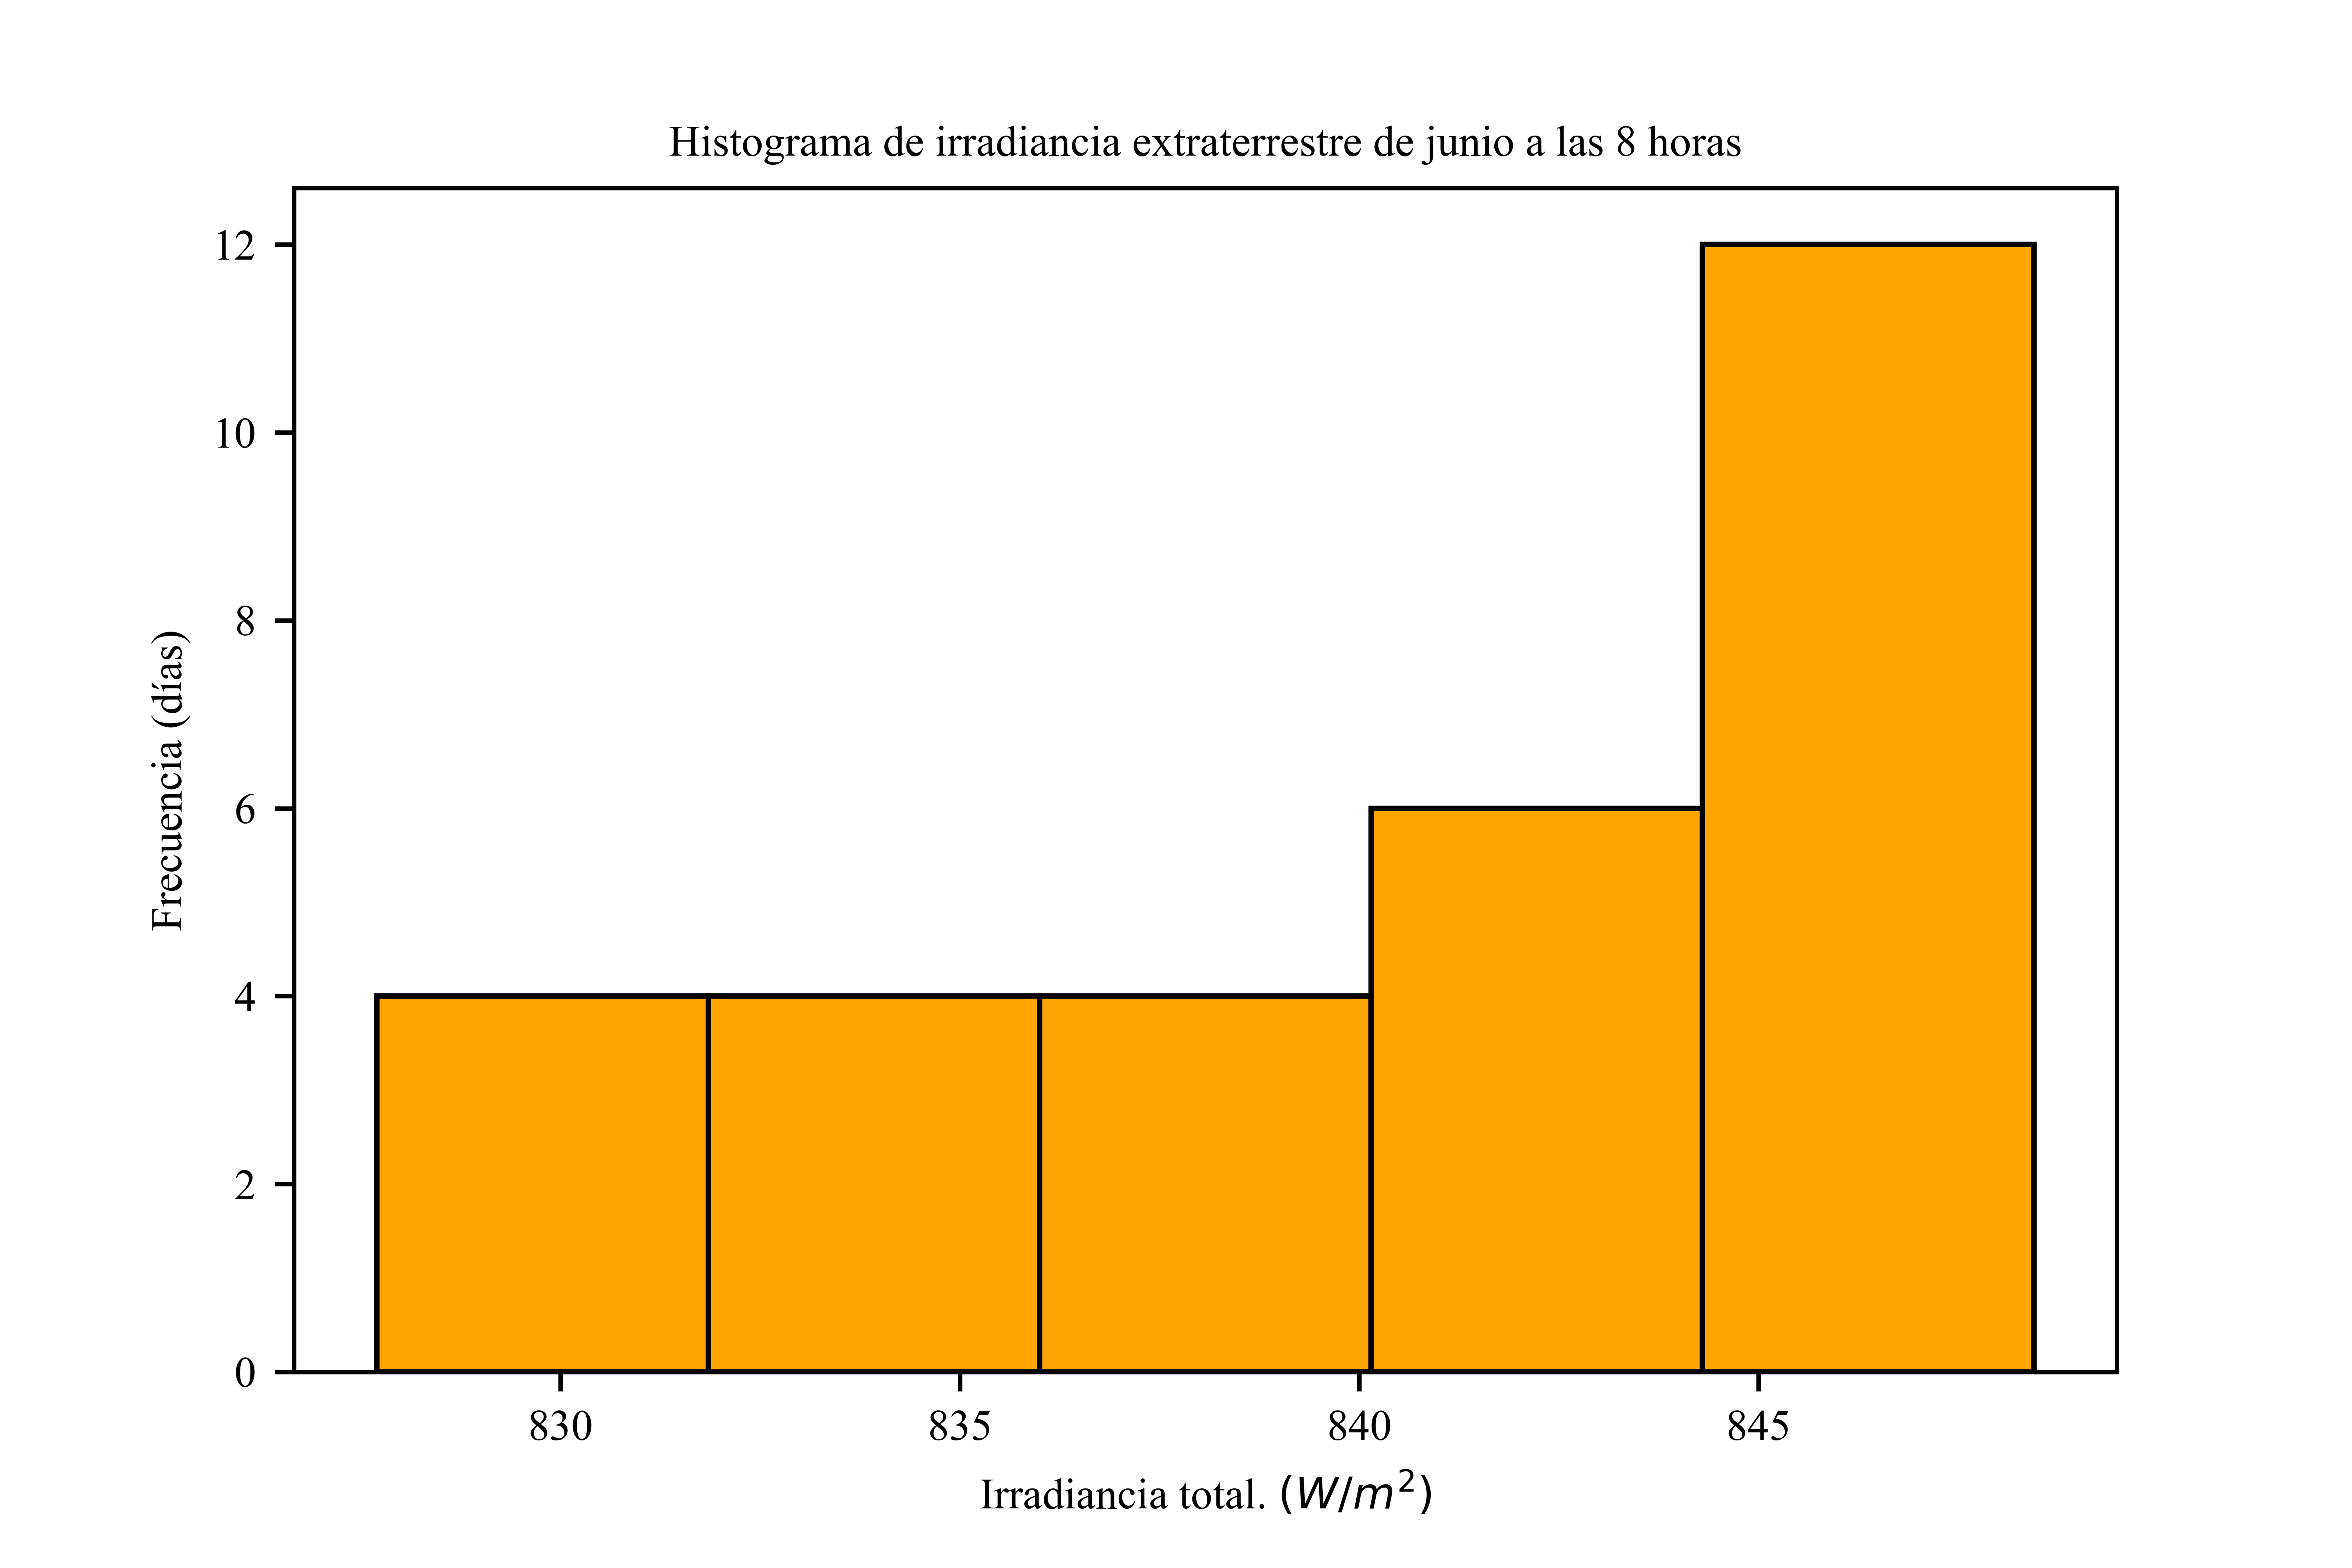 Histograma de irradiancia extraterrestre de junio a las 8 horas
12
10
8
6
4
2
0
Frecuencia (días)
830 835 840 845
Irradiancia total. (W/m²)